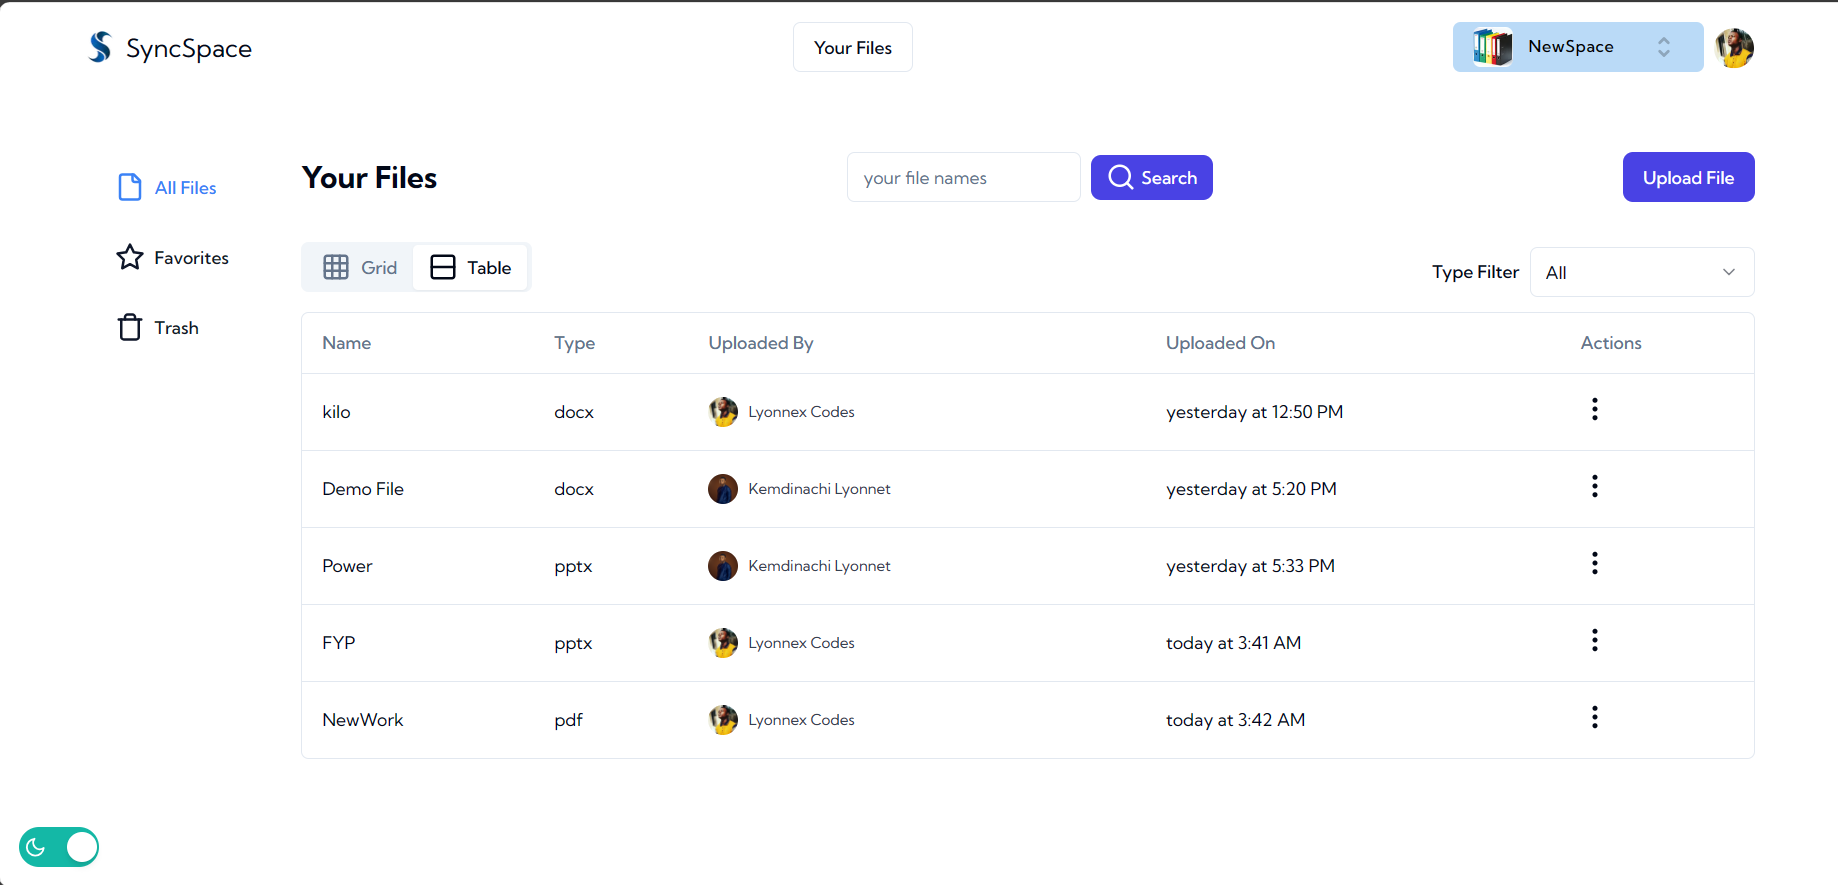 SyncSpace
Your Files
NewSpace
All Files
Favorites
Trash
Your Files
your file names
Search
Upload File
Grid
Table
Type Filter
All
Name Type Uploaded By Uploaded On Actions
kilo docx Lyonnex Codes yesterday at 12:50 PM
Demo File docx Kemdinachi Lyonnet yesterday at 5:20 PM
Power pptx Kemdinachi Lyonnet yesterday at 5:33 PM
FYP pptx Lyonnex Codes today at 3:41 AM
NewWork pdf Lyonnex Codes today at 3:42 AM